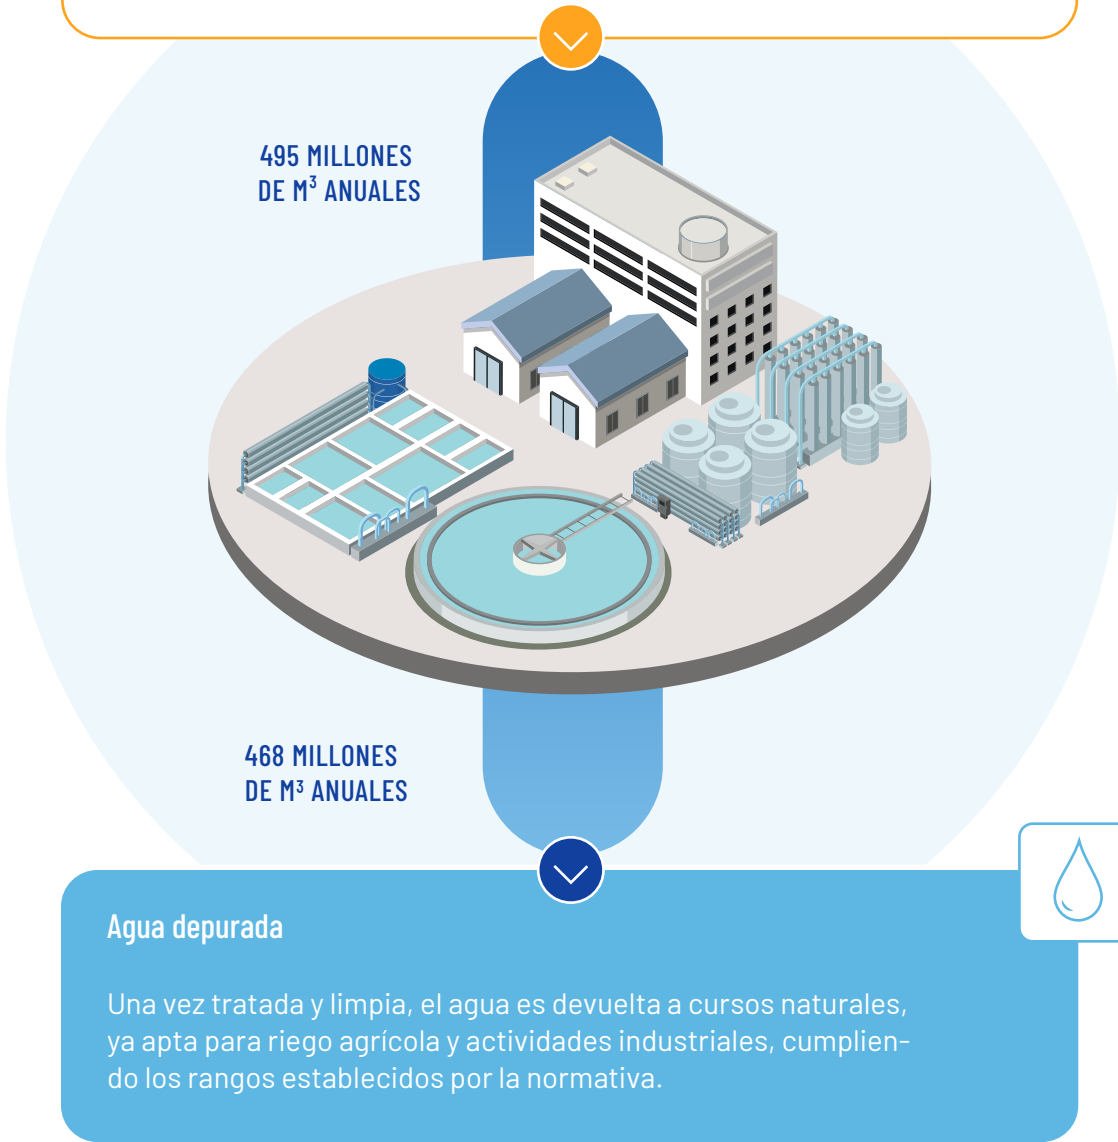 495 MILLONES
DE M³ ANUALES
468 MILLONES
DE M³ ANUALES
Agua depurada
Una vez tratada y limpia, el agua es devuelta a cursos naturales,
ya apta para riego agrícola y actividades industriales, cumplien-
do los rangos establecidos por la normativa.